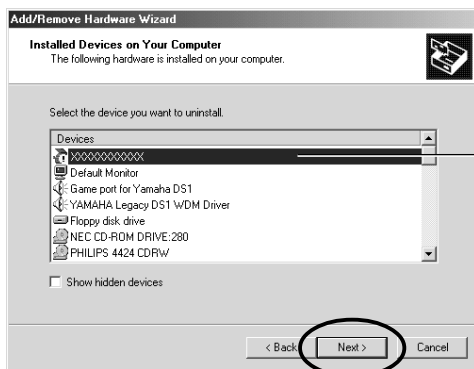 Add/Remove Hardware Wizard
Installed Devices on Your Computer
The following hardware is installed on your computer.
Select the device you want to uninstall.
Devices
XXXXXXXXXXX
Default Monitor
Game port for Yamaha DS1
YAMAHA Legacy DS1 WDM Driver
Floppy disk drive
NEC CD-ROM DRIVE:280
PHILIPS 4424 CDRW
Show hidden devices
< Back
Next >
Cancel